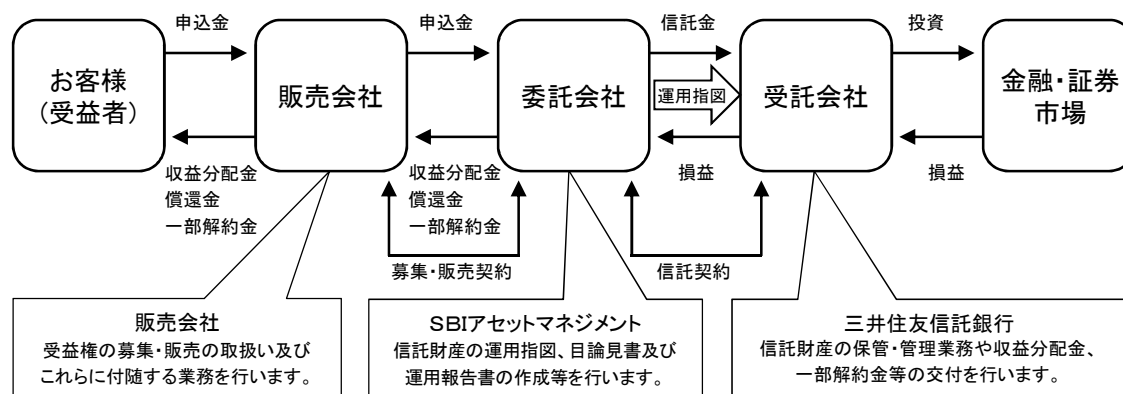 申込金
申込金
信託金
投資
お客様
（受益者）
販売会社
委託会社
運用指図
受託会社
金融・証券
市場
収益分配金
償還金
一部解約金
収益分配金
償還金
一部解約金
損益
損益
募集・販売契約
信託契約
販売会社
受益権の募集・販売の取扱い及び
これらに付随する業務を行います。
SBIアセットマネジメント
信託財産の運用指図、目論見書及び
運用報告書の作成等を行います。
三井住友信託銀行
信託財産の保管・管理業務や収益分配金、
一部解約金等の交付を行います。